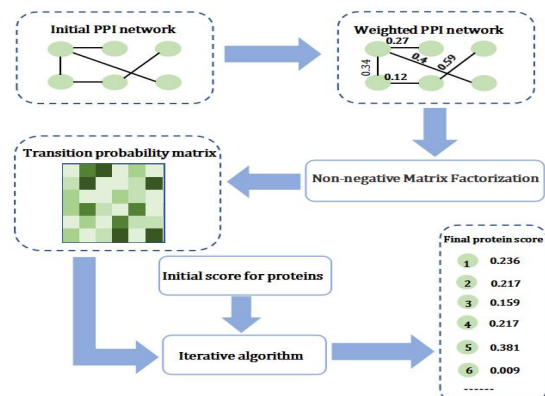 Initial PPI network
Weighted PPI network
0.27
0.4
0.59
0.34
0.12
Non-negative Matrix Factorization
Transition probability matrix
Initial score for proteins
Iterative algorithm
Final protein score
1 0.236
2 0.217
3 0.159
4 0.217
5 0.381
6 0.009
------